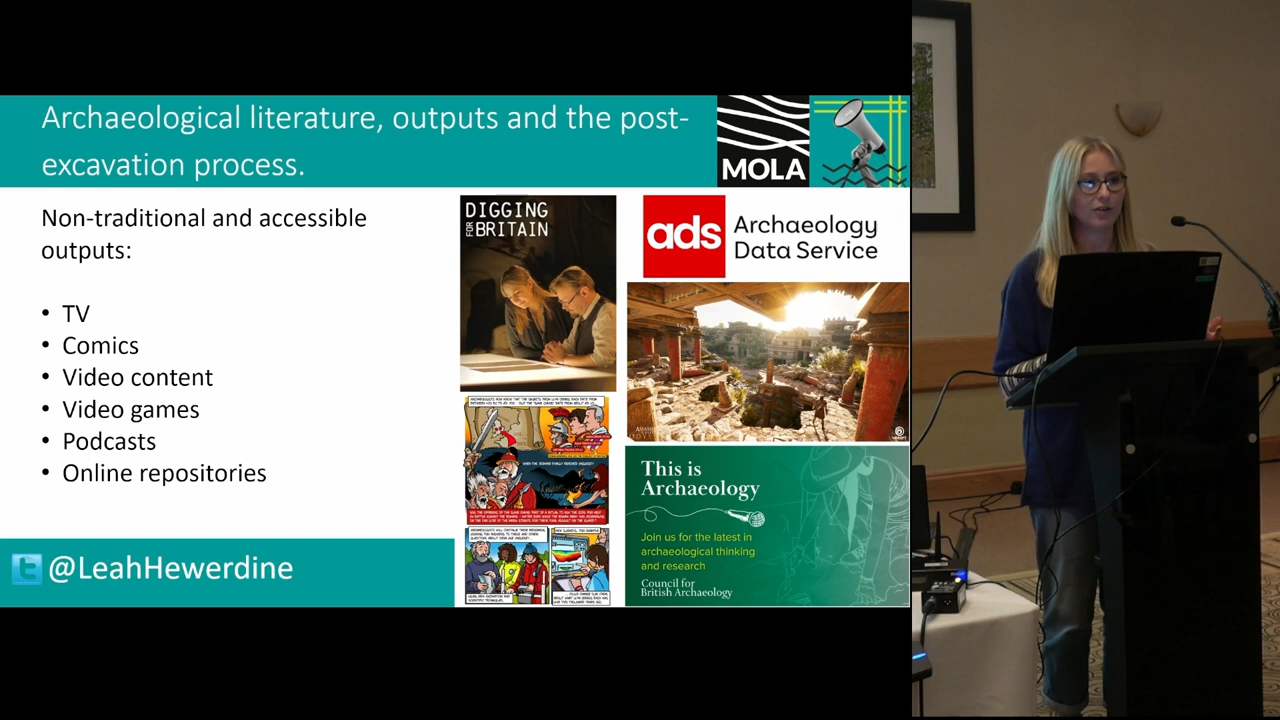 Archaeological literature, outputs and the post-
excavation process.
MOLA
Non-traditional and accessible
outputs:
• TV
• Comics
• Video content
• Video games
• Podcasts
• Online repositories
@LeahHewerdine
DIGGING
FOR BRITAIN
ads
Archaeology
Data Service
This is
Archaeology
Join us for the latest in
archaeological thinking
and research
Council for
British Archaeology